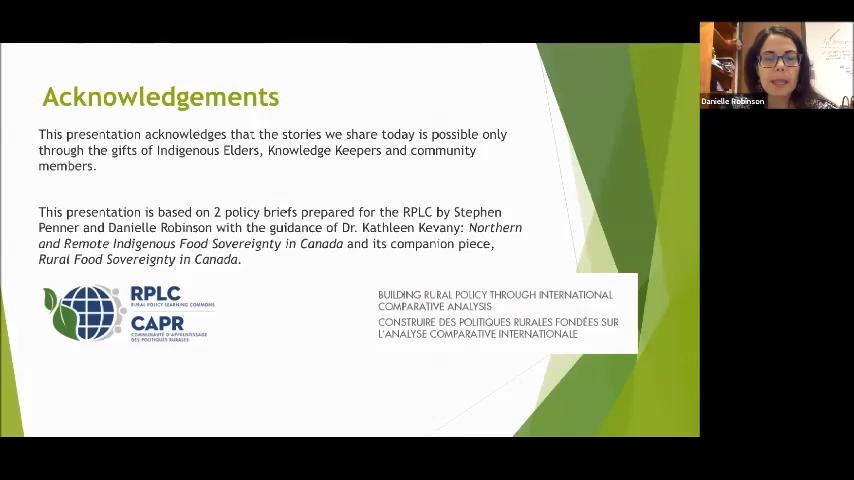 Acknowledgements
This presentation acknowledges that the stories we share today is possible only
through the gifts of Indigenous Elders, Knowledge Keepers and community
members.
This presentation is based on 2 policy briefs prepared for the RPLC by Stephen
Penner and Danielle Robinson with the guidance of Dr. Kathleen Kevany: Northern
and Remote Indigenous Food Sovereignty in Canada and its companion piece,
Rural Food Sovereignty in Canada.
RPLC
RURAL POLICY LEARNING COMMONS
CAPR
COMMUNAUTÉ D'APPRENTISSAGE
DES POLITIQUES RURALES
BUILDING RURAL POLICY THROUGH INTERNATIONAL
COMPARATIVE ANALYSIS
CONSTRUIRE DES POLITIQUES RURALES FONDÉES SUR
L'ANALYSE COMPARATIVE INTERNATIONALE
Danielle Robinson